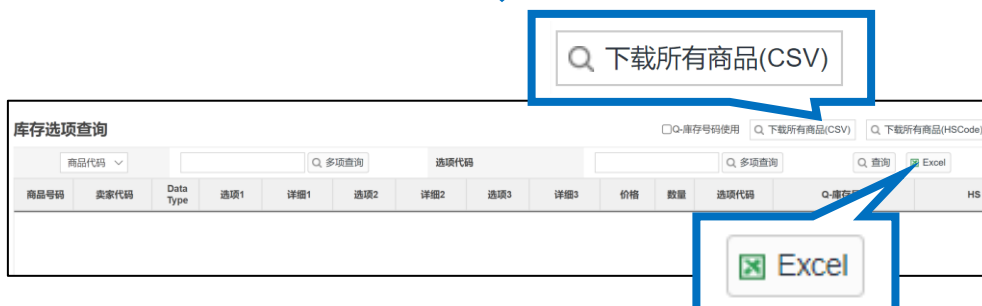 下载所有商品(CSV)
库存选项查询
Q-庫存号码使用 下载所有商品(CSV) 下载所有商品(HSCode)
商品代码 多项查询 选项代码 多项查询 查询 Excel
商品号码 卖家代码 Data Type 选项1 详细1 选项2 详细2 选项3 详细3 价格 数量 选项代码 Q-庫存 HS
Excel